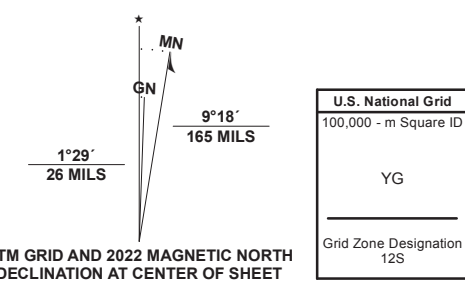 ★
MN
GN
9°18´
165 MILS
1°29´
26 MILS
TM GRID AND 2022 MAGNETIC NORTH
DECLINATION AT CENTER OF SHEET
U.S. National Grid
100,000 - m Square ID
YG
Grid Zone Designation
12S